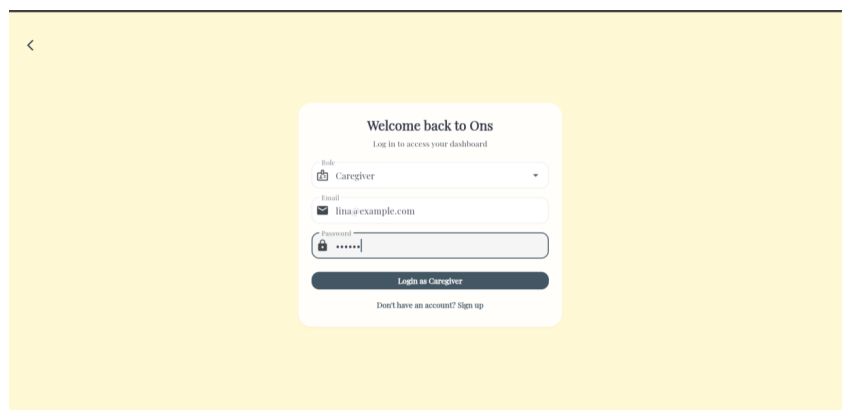 Welcome back to Ons
Log in to access your dashboard
Role
Caregiver
Email
lina@example.com
Password
••••••
Login as Caregiver
Don't have an account? Sign up